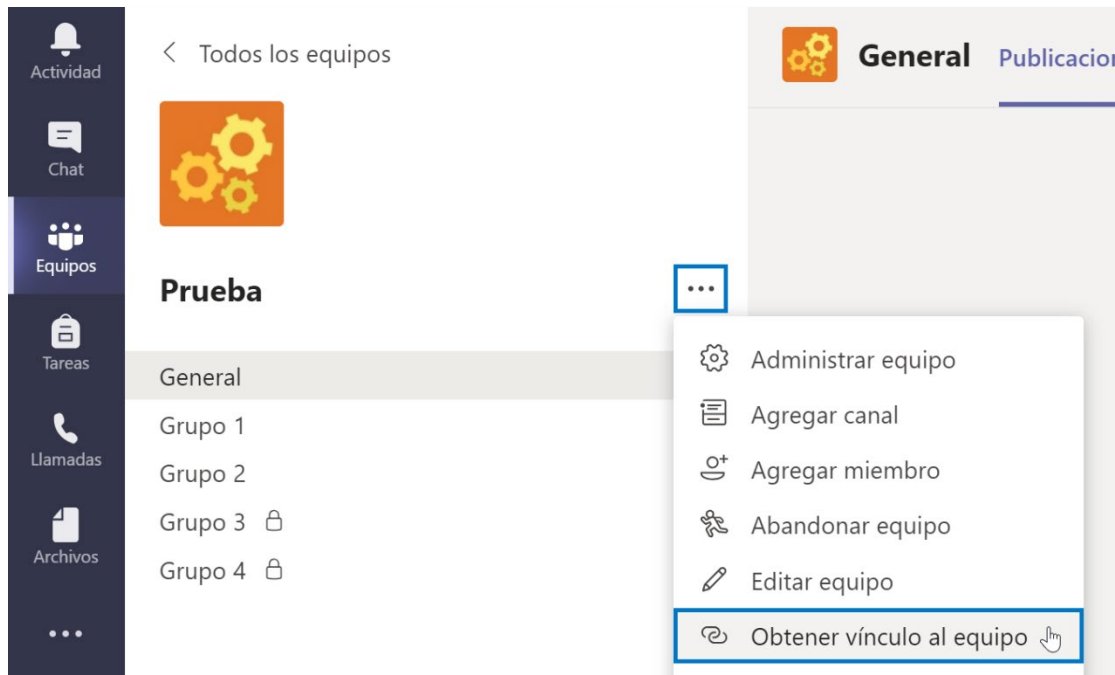 Actividad
Chat
Equipos
Tareas
Llamadas
Archivos
Todos los equipos
Prueba
General
Grupo 1
Grupo 2
Grupo 3
Grupo 4
Administrar equipo
Agregar canal
Agregar miembro
Abandonar equipo
Editar equipo
Obtener vínculo al equipo
General Publicacion